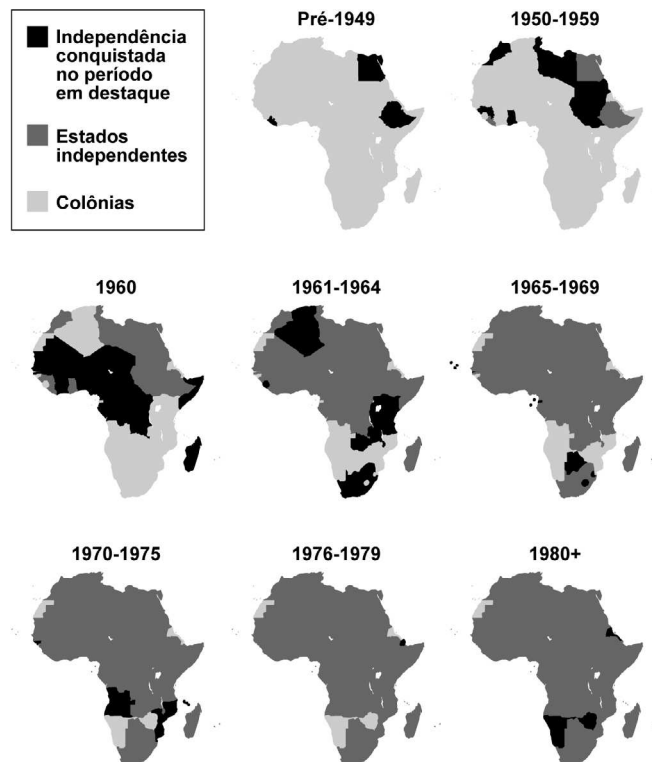 Independência
conquistada
no período
em destaque
Estados
independentes
Colônias
Pré-1949
1950-1959
1960
1961-1964
1965-1969
1970-1975
1976-1979
1980+